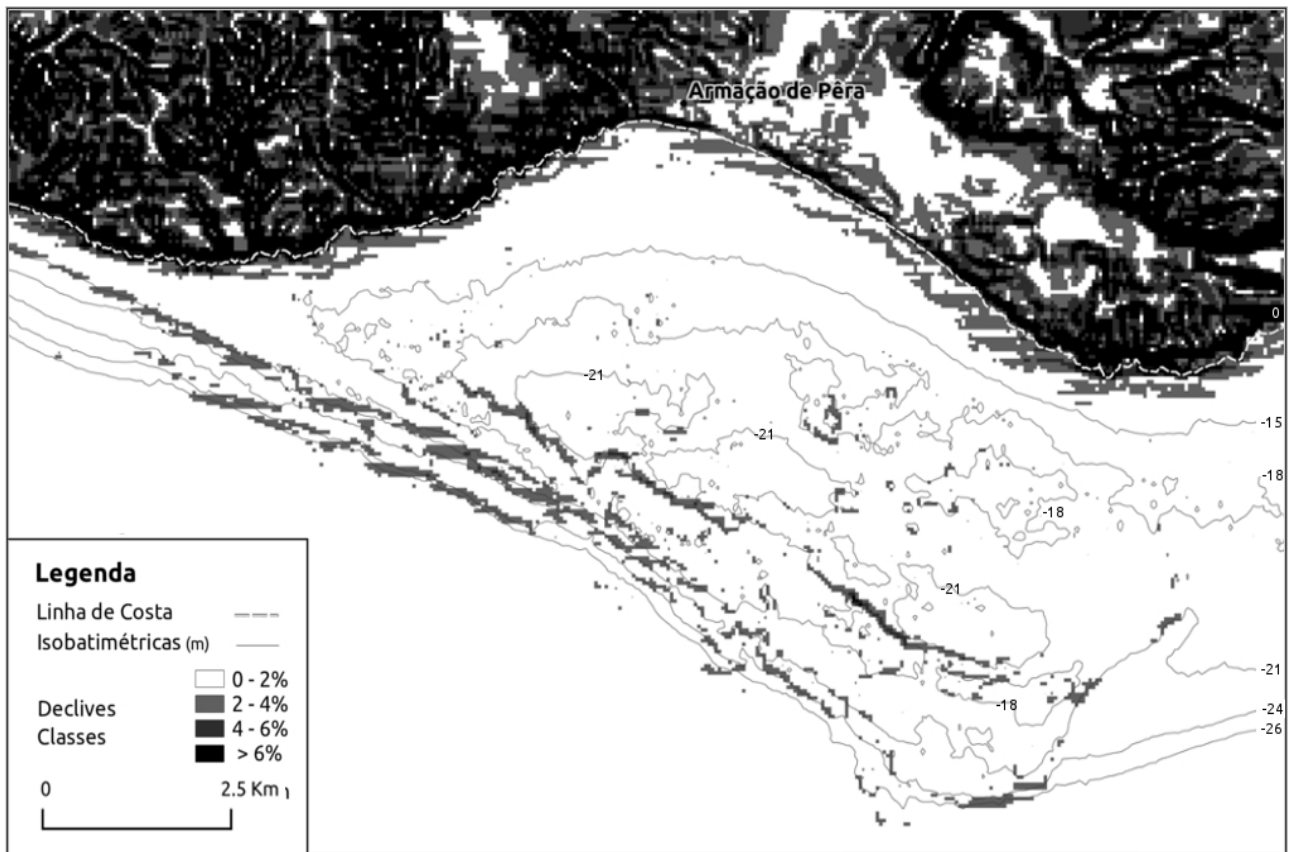 Armação de Pêra
0
-21
-21
-15
-18
-18
-21
-21
-18
-24
-26
Legenda
Linha de Costa
Isobatimétricas (m)
Declives
Classes
0 - 2%
2 - 4%
4 - 6%
> 6%
0 2.5 Km